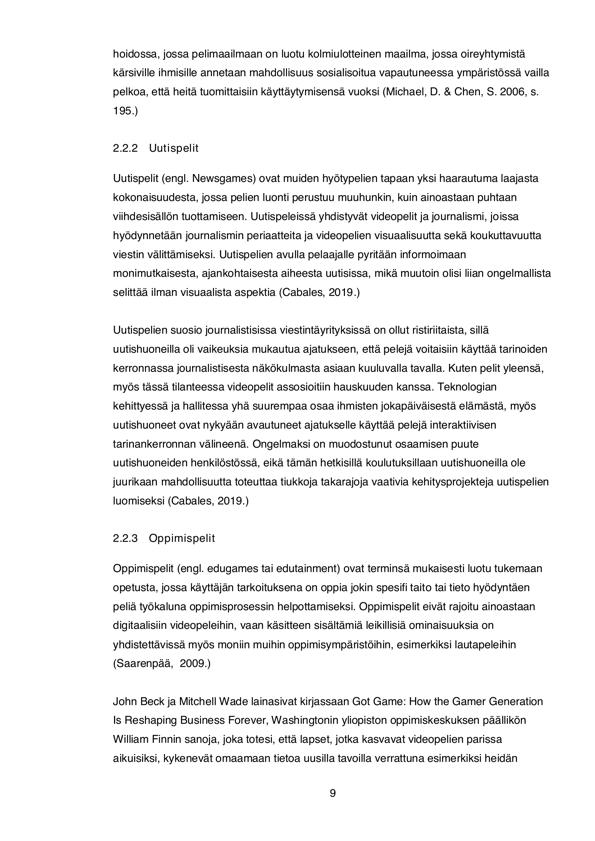 hoidossa, jossa pelimaailmaan on luotu kolmiulotteinen maailma, jossa oireyhtymistä
kärsiville ihmisille annetaan mahdollisuus sosialisoitua vapautuneessa ympäristössä vailla
pelkoa, että heitä tuomittaisiin käyttäytymisensä vuoksi (Michael, D. & Chen, S. 2006, s.
195.)
2.2.2 Uutispelit
Uutispelit (engl. Newsgames) ovat muiden hyötypelien tapaan yksi haarautuma laajasta
kokonaisuudesta, jossa pelien luonti perustuu muuhunkin, kuin ainoastaan puhtaan
viihdesisällön tuottamiseen. Uutispeleissä yhdistyvät videopelit ja journalismi, joissa
hyödynnetään journalismin periaatteita ja videopelien visuaalisuutta sekä koukuttavuutta
viestin välittämiseksi. Uutispelien avulla pelaajalle pyritään informoimaan
monimutkaisesta, ajankohtaisesta aiheesta uutisissa, mikä muutoin olisi liian ongelmallista
selittää ilman visuaalista aspektia (Cabales, 2019.)
Uutispelien suosio journalistisissa viestintäyrityksissä on ollut ristiriitaista, sillä
uutishuoneilla oli vaikeuksia mukautua ajatukseen, että pelejä voitaisiin käyttää tarinoiden
kerronnassa journalistisesta näkökulmasta asiaan kuuluvalla tavalla. Kuten pelit yleensä,
myös tässä tilanteessa videopelit assosioitiin hauskuuden kanssa. Teknologian
kehittyessä ja hallitessa yhä suurempaa osaa ihmisten jokapäiväisestä elämästä, myös
uutishuoneet ovat nykyään avautuneet ajatukselle käyttää pelejä interaktiivisen
tarinankerronnan välineenä. Ongelmaksi on muodostunut osaamisen puute
uutishuoneiden henkilöstössä, eikä tämän hetkisillä koulutuksillaan uutishuoneilla ole
juurikaan mahdollisuutta toteuttaa tiukkoja takarajoja vaativia kehitysprojekteja uutispelien
luomiseksi (Cabales, 2019.)
2.2.3 Oppimispelit
Oppimispelit (engl. edugames tai edutainment) ovat terminsä mukaisesti luotu tukemaan
opetusta, jossa käyttäjän tarkoituksena on oppia jokin spesifi taito tai tieto hyödyntäen
peliä työkaluna oppimisprosessin helpottamiseksi. Oppimispelit eivät rajoitu ainoastaan
digitaalisiin videopeleihin, vaan käsitteen sisältämiä leikillisiä ominaisuuksia on
yhdistettävissä myös moniin muihin oppimisympäristöihin, esimerkiksi lautapeleihin
(Saarenpää, 2009.)
John Beck ja Mitchell Wade lainasivat kirjassaan Got Game: How the Gamer Generation
Is Reshaping Business Forever, Washingtonin yliopiston oppimiskeskuksen päällikön
William Finnin sanoja, joka totesi, että lapset, jotka kasvavat videopelien parissa
aikuisiksi, kykenevät omaamaan tietoa uusilla tavoilla verrattuna esimerkiksi heidän
9